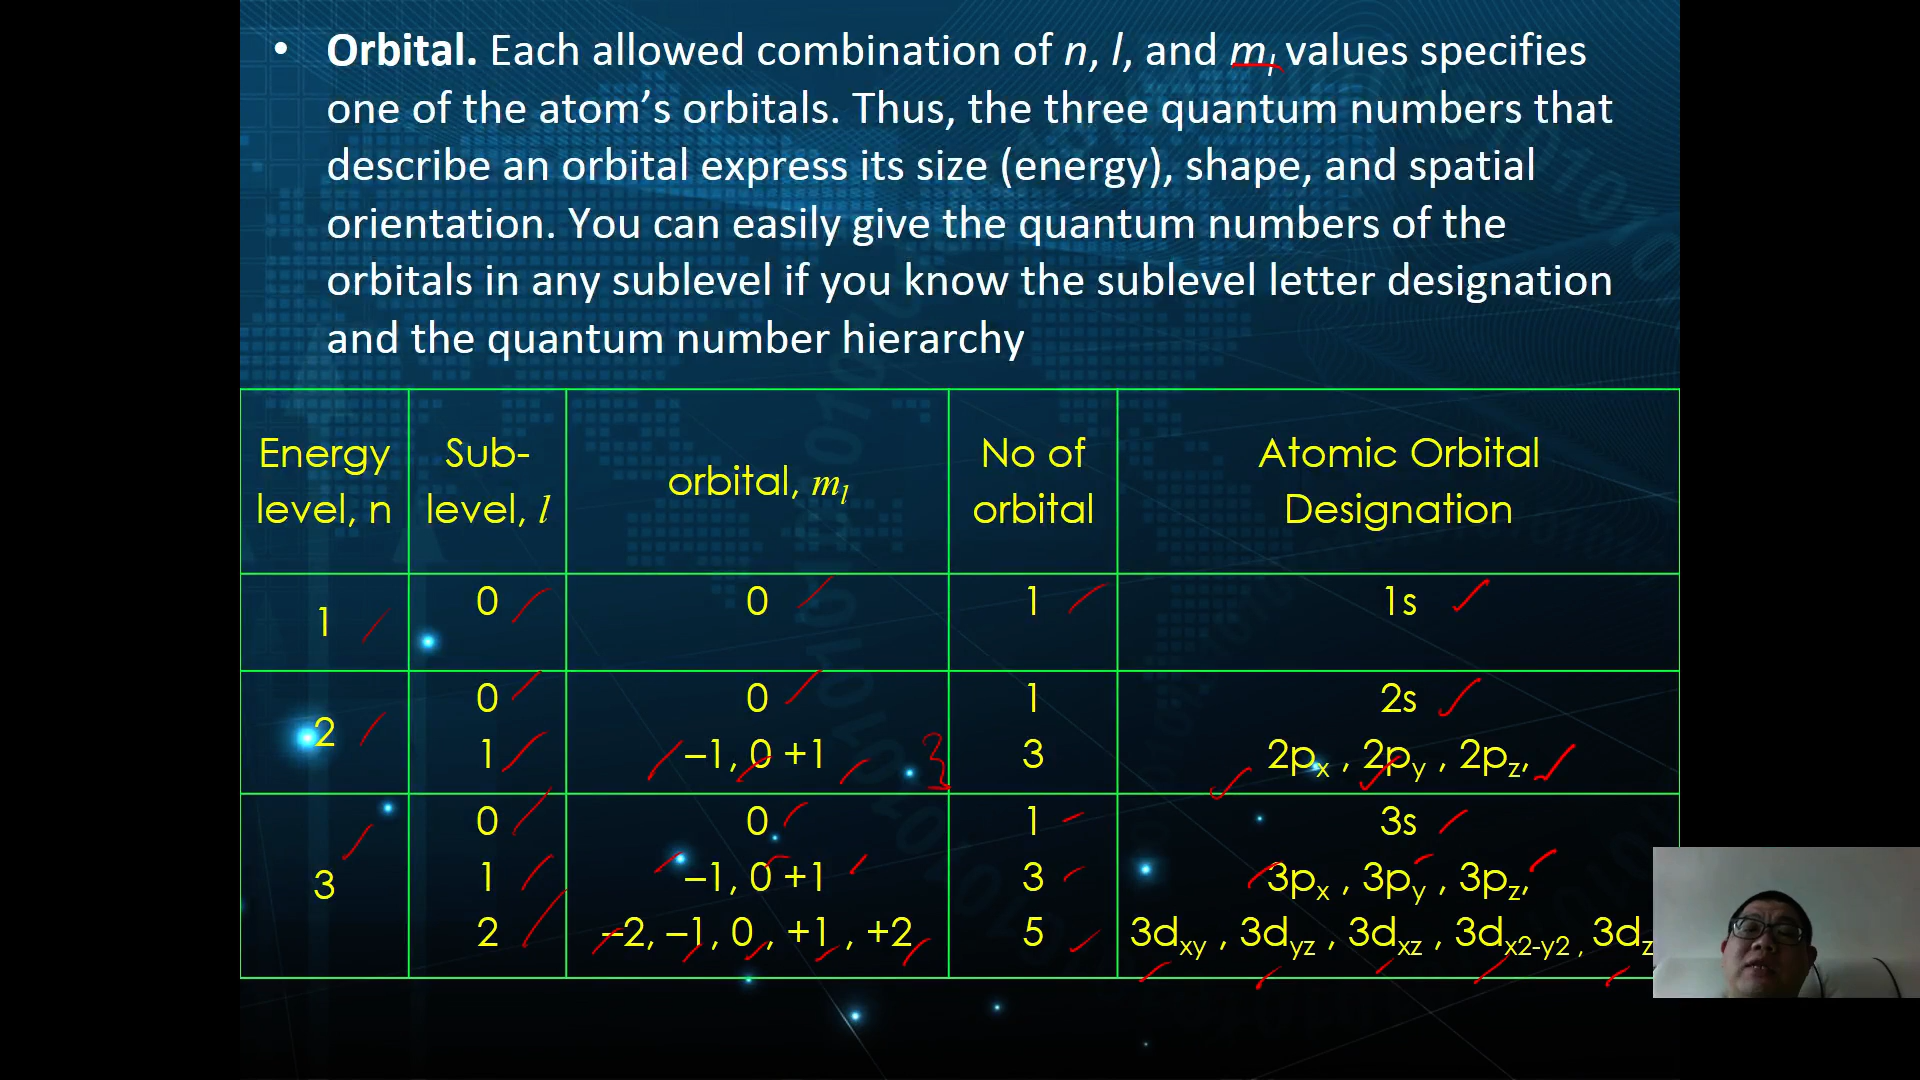 • Orbital. Each allowed combination of n, l, and mₗ values specifies
one of the atom’s orbitals. Thus, the three quantum numbers that
describe an orbital express its size (energy), shape, and spatial
orientation. You can easily give the quantum numbers of the
orbitals in any sublevel if you know the sublevel letter designation
and the quantum number hierarchy
Energy level, n
Sub-level, l
orbital, mₗ
No of orbital
Atomic Orbital Designation
1
0 0 1 1s
2
0 0 1 2s
1 –1, 0 +1 3 3 2px , 2py , 2pz,
3
0 0 1 3s
1 –1, 0 +1 3 3px , 3py , 3pz,
2 –2, –1, 0 , +1 , +2 5 3dxy , 3dyz , 3dxz , 3dx2-y2 , 3dz